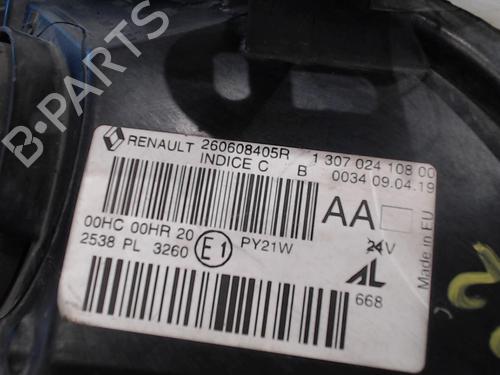 B-PARTS
RENAULT 260608405R 1 307 024 108 00
INDICE C B 0034 09.04.19
AA
00HC 00HR 20 PY21W 24V
2538 PL 3260 E1 AL
668
Made in EU